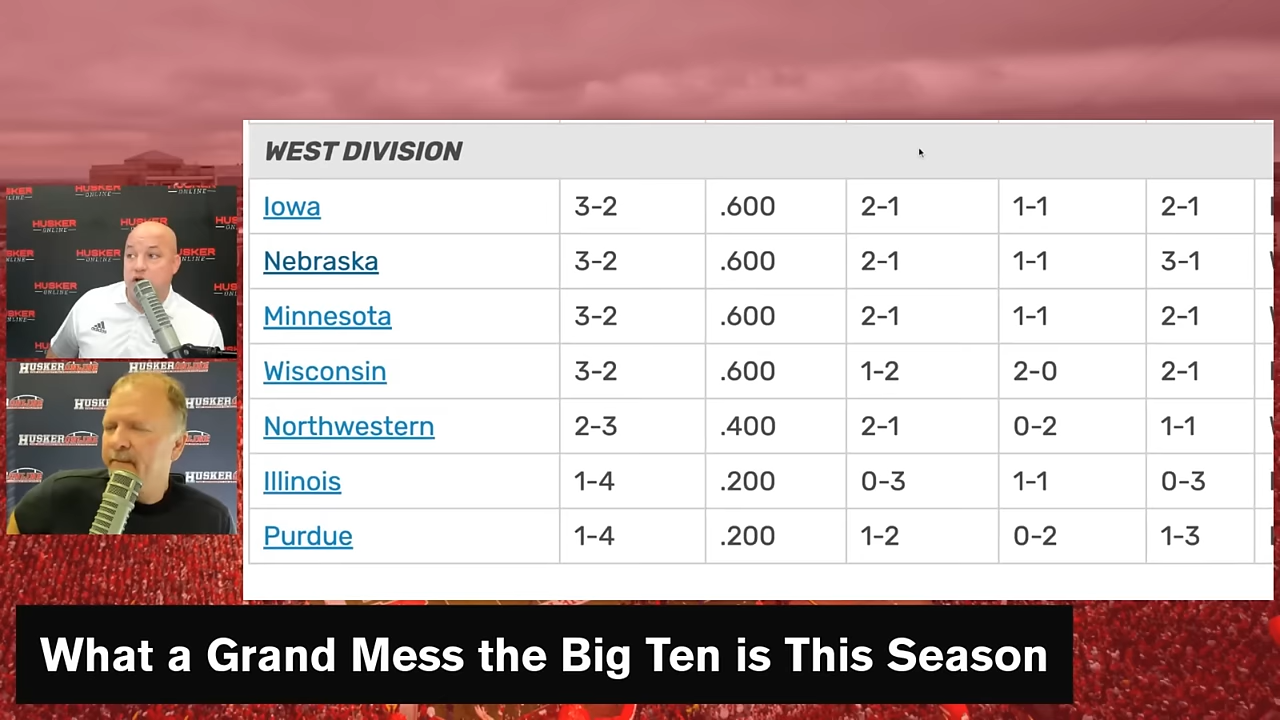 WEST DIVISION
Iowa 3-2 .600 2-1 1-1 2-1
Nebraska 3-2 .600 2-1 1-1 3-1
Minnesota 3-2 .600 2-1 1-1 2-1
Wisconsin 3-2 .600 1-2 2-0 2-1
Northwestern 2-3 .400 2-1 0-2 1-1
Illinois 1-4 .200 0-3 1-1 0-3
Purdue 1-4 .200 1-2 0-2 1-3
HUSKER
ONLINE
HUSKERONLINE
What a Grand Mess the Big Ten is This Season